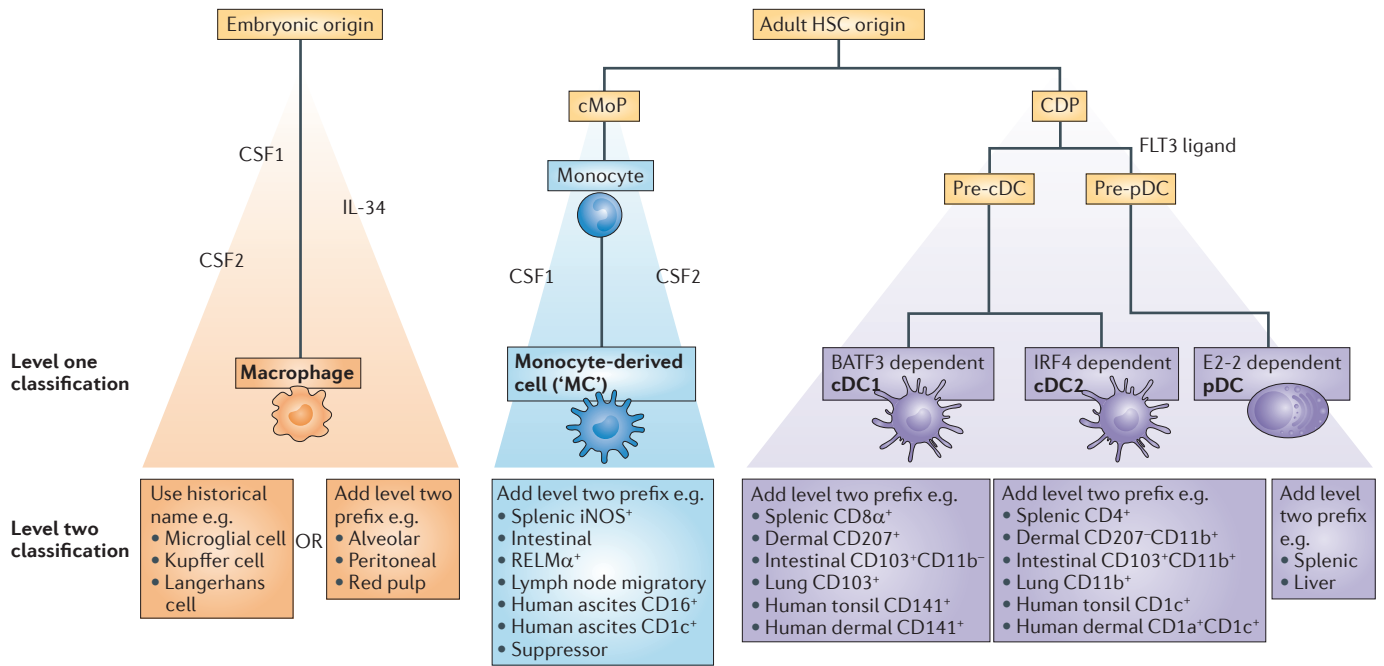 Embryonic origin
Adult HSC origin
cMoP
CDP
CSF1
FLT3 ligand
Monocyte
Pre-cDC
Pre-pDC
IL-34
CSF2
CSF1
CSF2
Level one
classification
Macrophage
Monocyte-derived
cell (‘MC’)
BATF3 dependent
cDC1
IRF4 dependent
cDC2
E2-2 dependent
pDC
Level two
classification
Use historical
name e.g.
• Microglial cell
• Kupffer cell
• Langerhans
cell
OR
Add level two
prefix e.g.
• Alveolar
• Peritoneal
• Red pulp
Add level two prefix e.g.
• Splenic iNOS⁺
• Intestinal
• RELMα⁺
• Lymph node migratory
• Human ascites CD16⁺
• Human ascites CD1c⁺
• Suppressor
Add level two prefix e.g.
• Splenic CD8α⁺
• Dermal CD207⁺
• Intestinal CD103⁺CD11b⁻
• Lung CD103⁺
• Human tonsil CD141⁺
• Human dermal CD141⁺
Add level two prefix e.g.
• Splenic CD4⁺
• Dermal CD207⁻CD11b⁺
• Intestinal CD103⁺CD11b⁺
• Lung CD11b⁺
• Human tonsil CD1c⁺
• Human dermal CD1a⁺CD1c⁺
Add level
two prefix
e.g.
• Splenic
• Liver